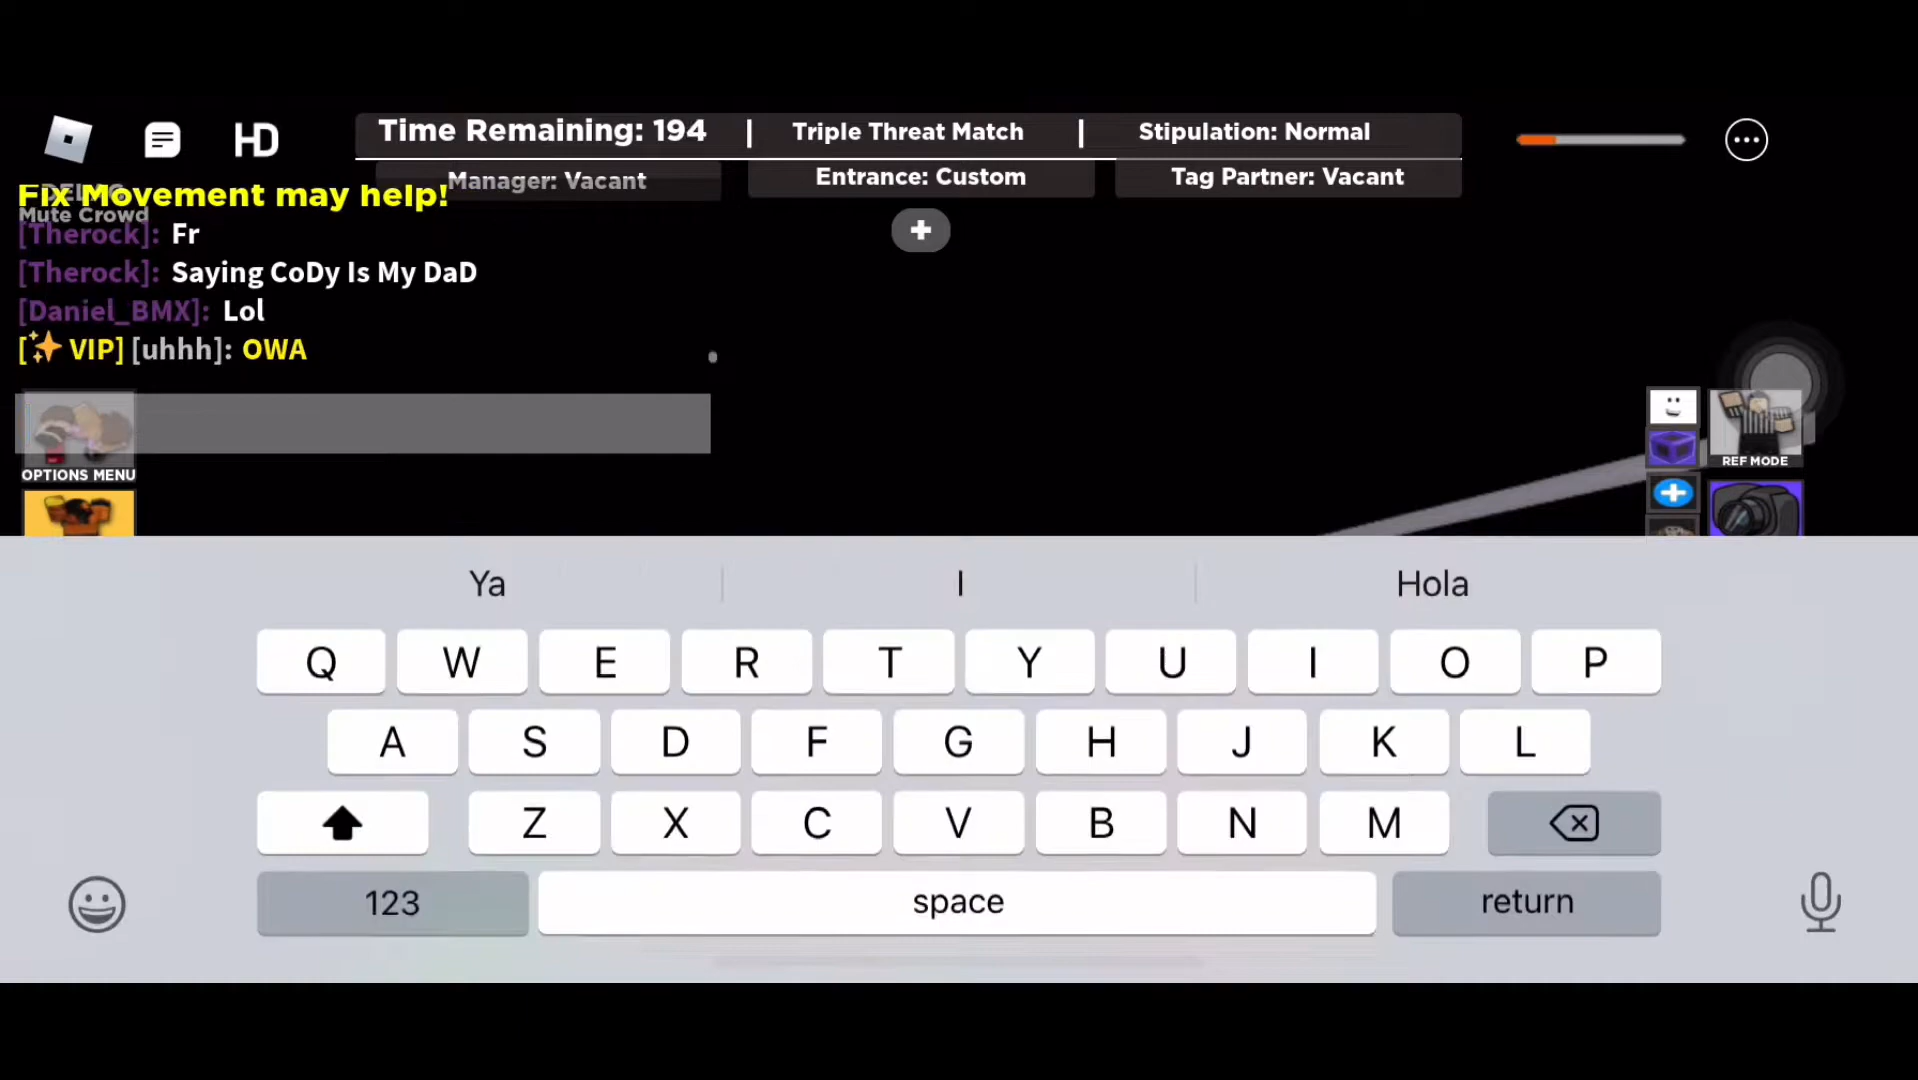 HD
Time Remaining: 194 | Triple Threat Match | Stipulation: Normal
Manager: Vacant
Entrance: Custom
Tag Partner: Vacant
Fix Movement may help!
Mute Crowd
[Therock]: Fr
[Therock]: Saying CoDy Is My DaD
[Daniel_BMX]: Lol
[✨ VIP] [uhhh]: OWA
OPTIONS MENU
REF MODE
Ya
I
Hola
Q W E R T Y U I O P
A S D F G H J K L
Z X C V B N M
123
space
return